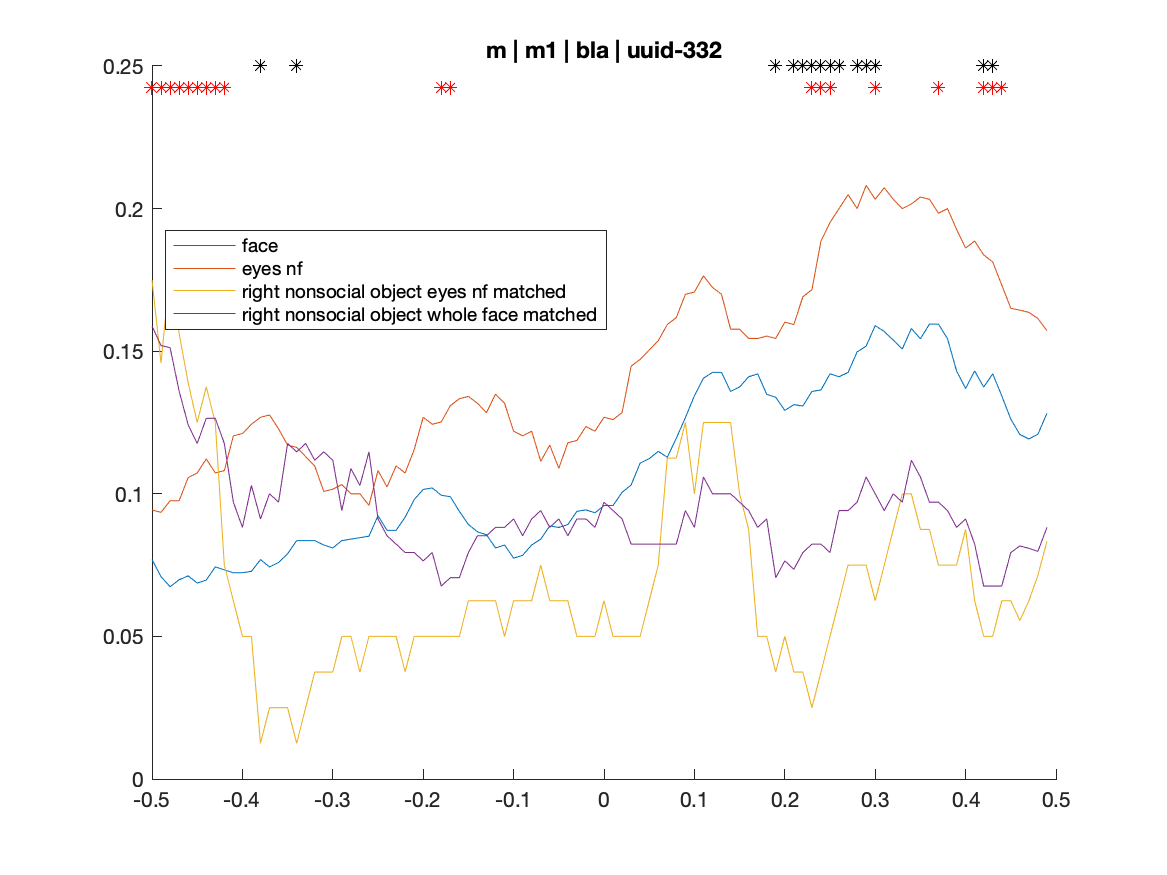 m | m1 | bla | uuid-332
0.25
0.2
face
eyes nf
right nonsocial object eyes nf matched
right nonsocial object whole face matched
0.15
0.1
0.05
0
-0.5 -0.4 -0.3 -0.2 -0.1 0 0.1 0.2 0.3 0.4 0.5